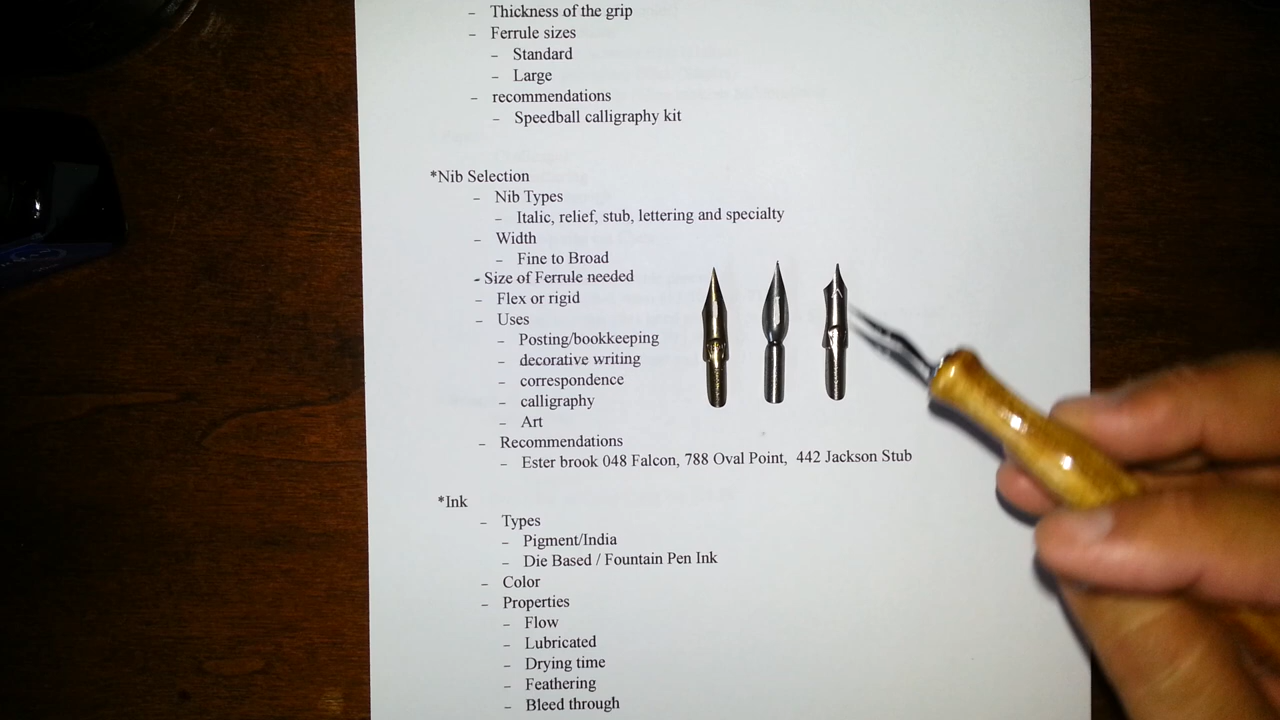 – Thickness of the grip
– Ferrule sizes
– Standard
– Large
– recommendations
– Speedball calligraphy kit
*Nib Selection
– Nib Types
– Italic, relief, stub, lettering and specialty
– Width
– Fine to Broad
- Size of Ferrule needed
– Flex or rigid
– Uses
– Posting/bookkeeping
– decorative writing
– correspondence
– calligraphy
– Art
– Recommendations
– Ester brook 048 Falcon, 788 Oval Point, 442 Jackson Stub
*Ink
– Types
– Pigment/India
– Die Based / Fountain Pen Ink
– Color
– Properties
– Flow
– Lubricated
– Drying time
– Feathering
– Bleed through